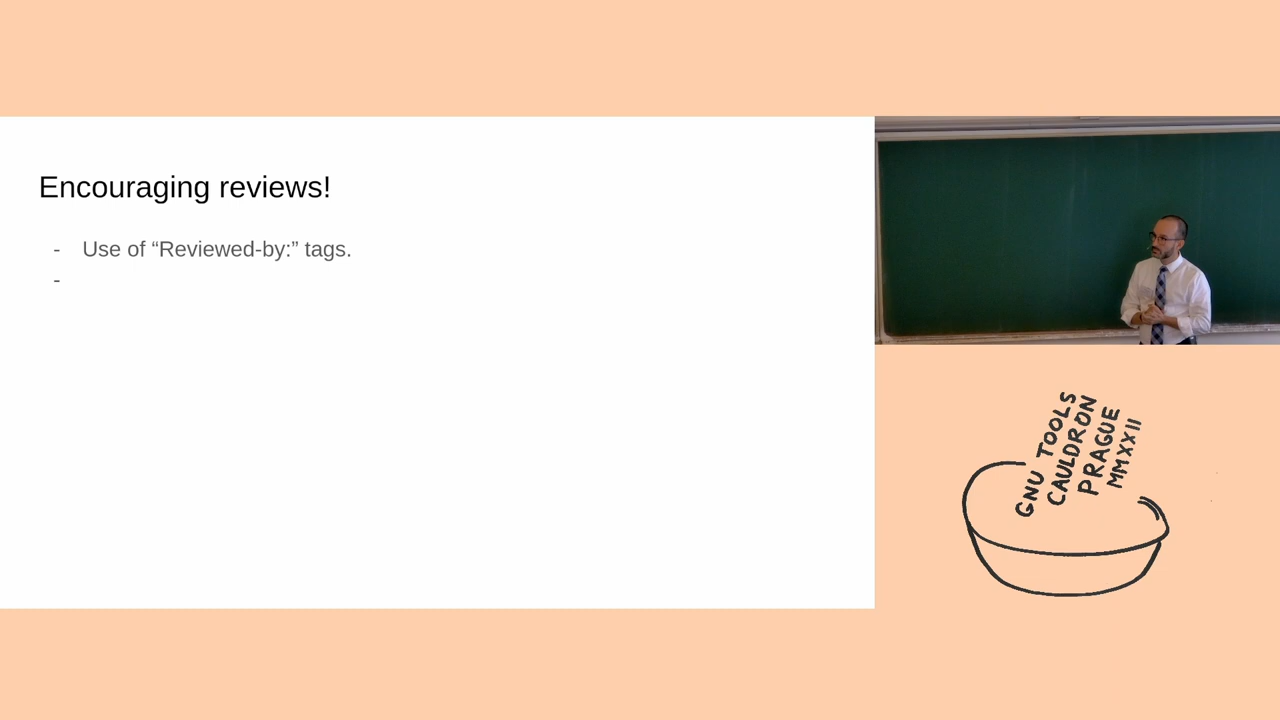 Encouraging reviews!
- Use of “Reviewed-by:” tags.
-
GNU TOOLS
CAULDRON
PRAGUE
MMXXII